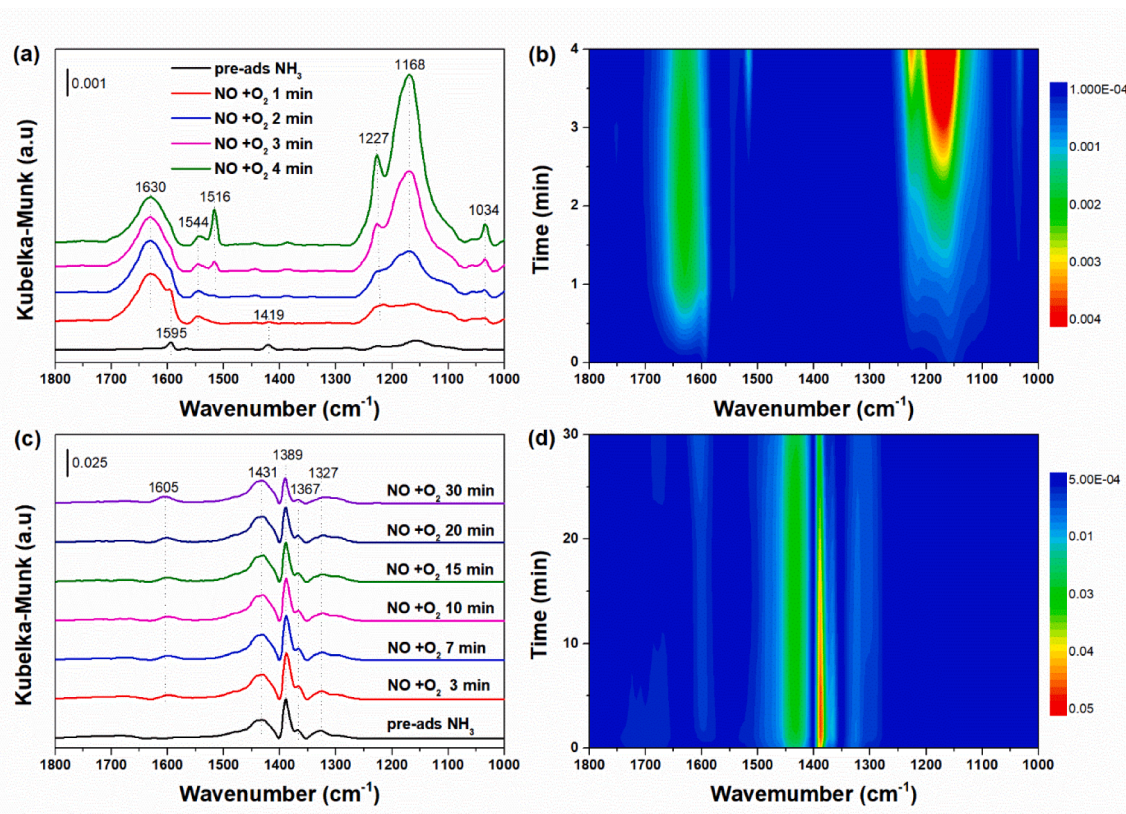 (a)
0.001
pre-ads NH₃
NO +O₂ 1 min
NO +O₂ 2 min
NO +O₂ 3 min
NO +O₂ 4 min
1168
1227
1630
1516
1544
1034
1595
1419
Kubelka-Munk (a.u)
1800 1700 1600 1500 1400 1300 1200 1100 1000
Wavenumber (cm⁻¹)
(b)
4
3
2
1
0
Time (min)
1800 1700 1600 1500 1400 1300 1200 1100 1000
Wavenumber (cm⁻¹)
1.000E-04
0.001
0.002
0.003
0.004
(c)
0.025
1389
1431
1327
1367
1605
NO +O₂ 30 min
NO +O₂ 20 min
NO +O₂ 15 min
NO +O₂ 10 min
NO +O₂ 7 min
NO +O₂ 3 min
pre-ads NH₃
Kubelka-Munk (a.u)
1800 1700 1600 1500 1400 1300 1200 1100 1000
Wavenumber (cm⁻¹)
(d)
30
20
10
0
Time (min)
1800 1700 1600 1500 1400 1300 1200 1100 1000
Wavemumber (cm⁻¹)
5.00E-04
0.01
0.03
0.04
0.05